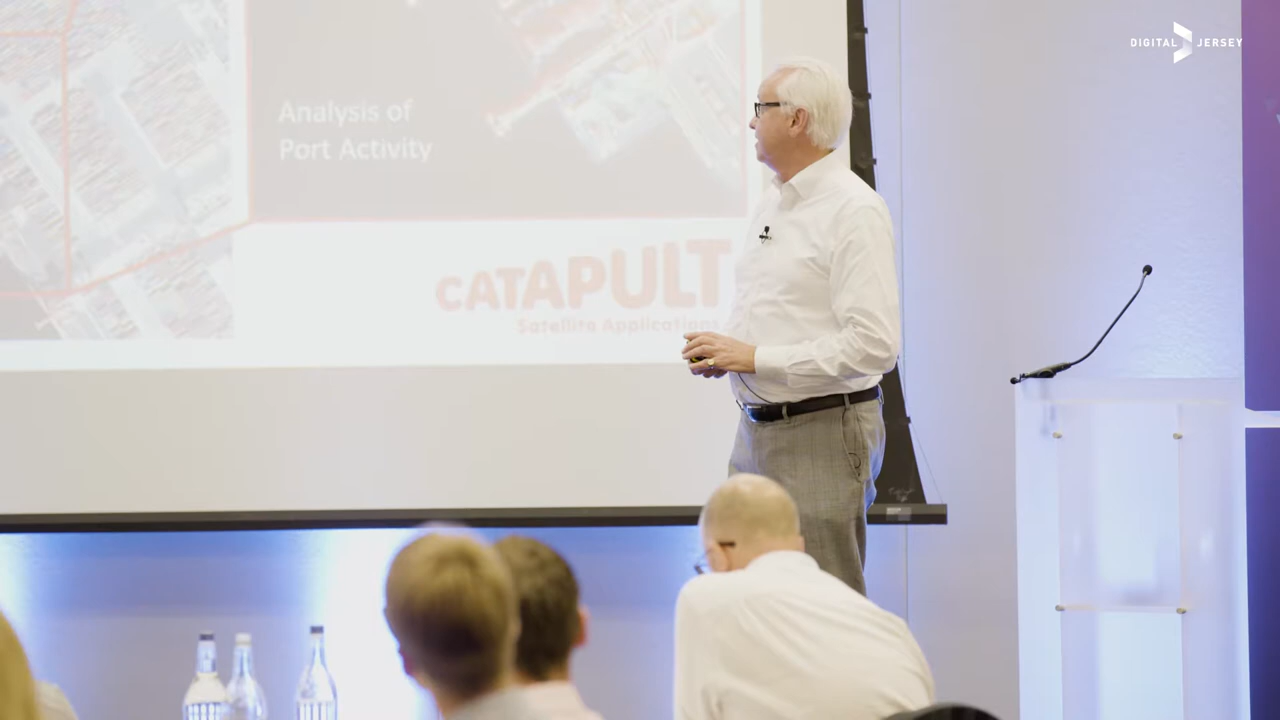 DIGITAL JERSEY
Analysis of
Port Activity
CATAPULT
Satellite Applications